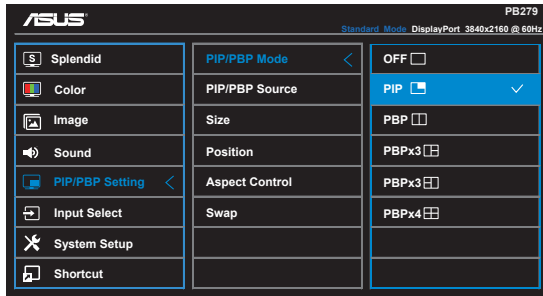 ASUS
PB279
Standard Mode DisplayPort 3840x2160 @ 60Hz
S Splendid
Color
Image
Sound
PIP/PBP Setting
Input Select
System Setup
Shortcut
PIP/PBP Mode
PIP/PBP Source
Size
Position
Aspect Control
Swap
OFF
PIP
PBP
PBPx3
PBPx3
PBPx4